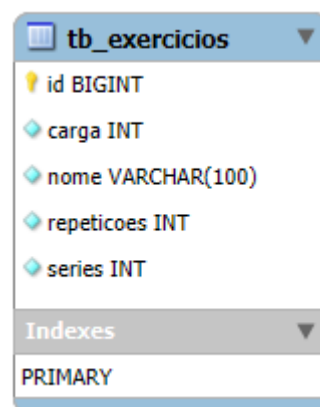 tb_exercicios
id BIGINT
carga INT
nome VARCHAR(100)
repeticoes INT
series INT
Indexes
PRIMARY